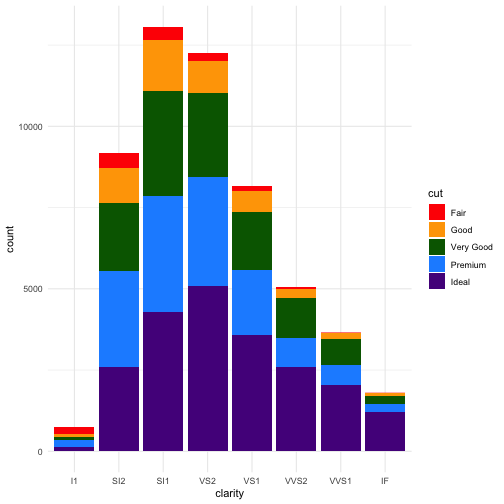 10000
5000
0
count
I1 SI2 SI1 VS2 VS1 VVS2 VVS1 IF
clarity
cut
Fair
Good
Very Good
Premium
Ideal